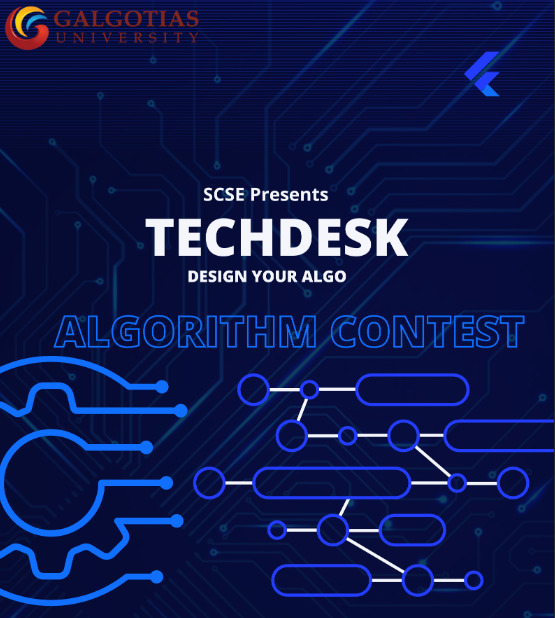 GALGOTIAS
UNIVERSITY
SCSE Presents
TECHDESK
DESIGN YOUR ALGO
ALGORITHM CONTEST